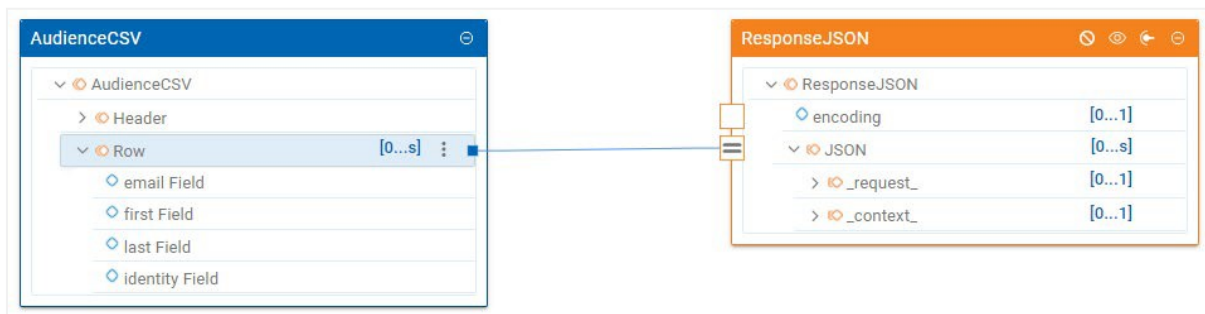 AudienceCSV
AudienceCSV
Header
Row [0...s]
email Field
first Field
last Field
identity Field
ResponseJSON
ResponseJSON
encoding [0...1]
JSON [0...s]
_request_ [0...1]
_context_ [0...1]